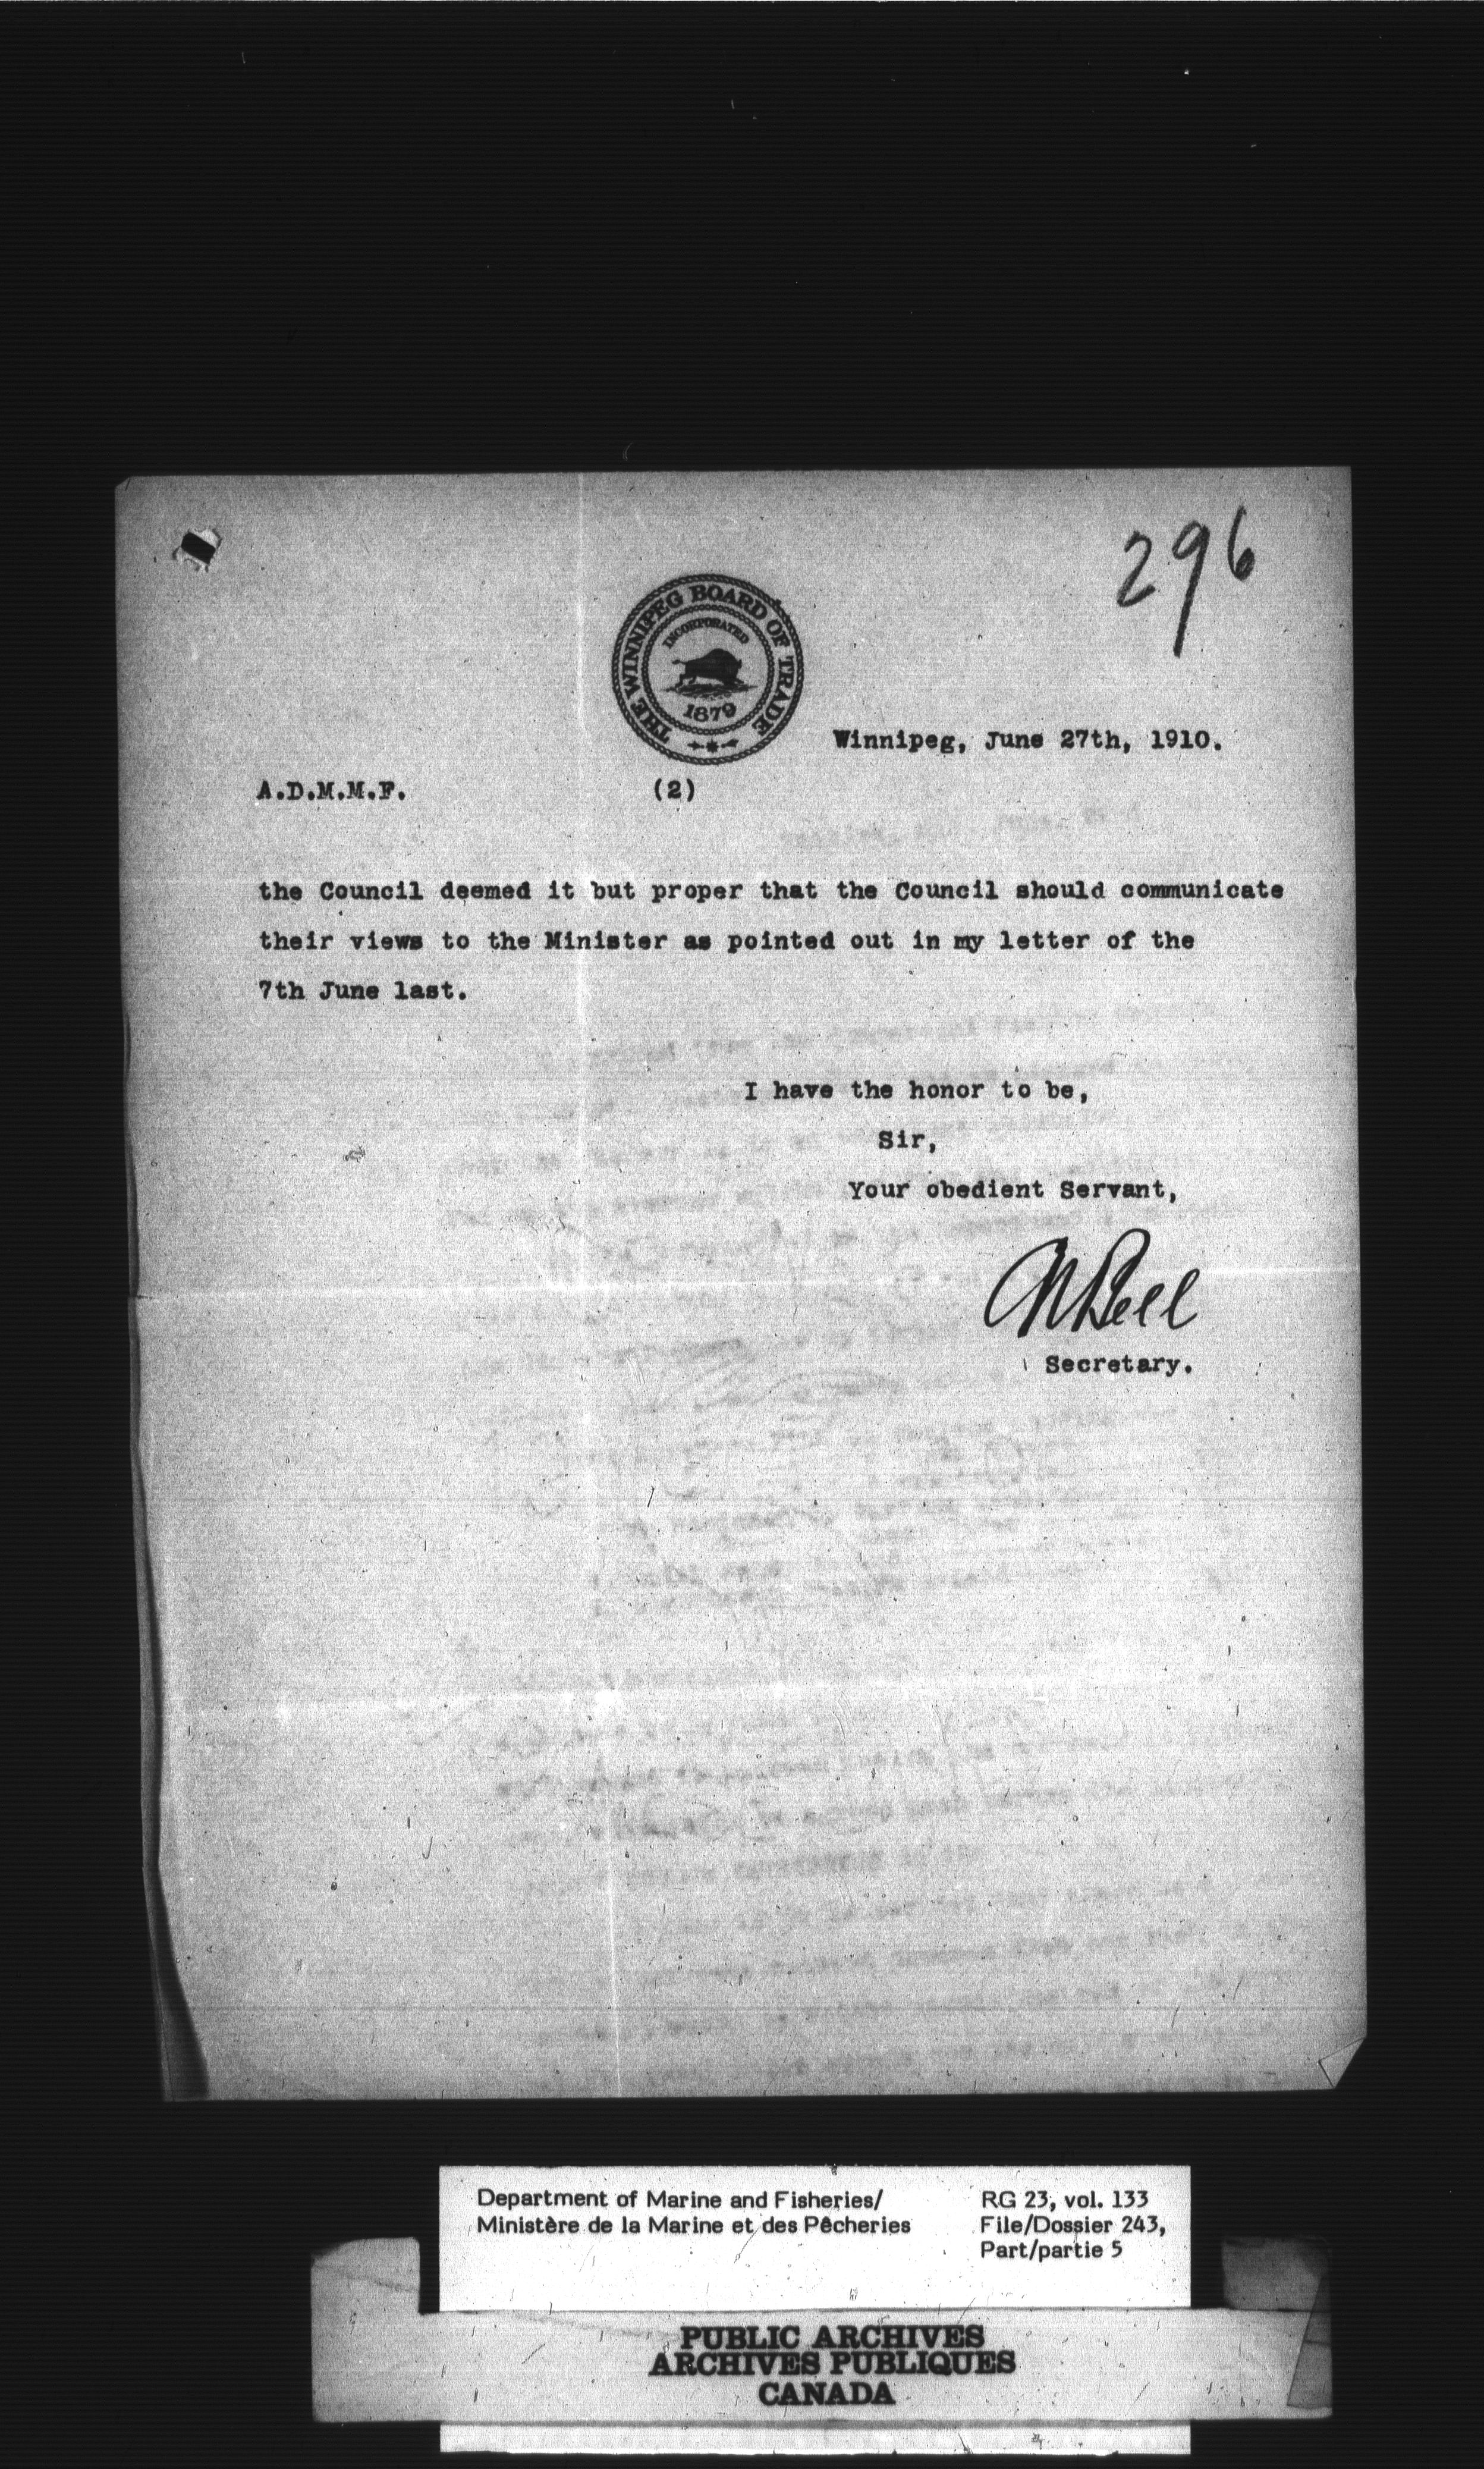 296
THE WINNIPEG BOARD OF TRADE
INCORPORATED
1879
Winnipeg, June 27th, 1910.
A.D.M.M.F. (2)
the Council deemed it but proper that the Council should communicate
their views to the Minister as pointed out in my letter of the
7th June last.
I have the honor to be,
Sir,
Your obedient Servant,
Bell
Secretary.
Department of Marine and Fisheries/ RG 23, vol. 133
Ministère de la Marine et des Pêcheries File/Dossier 243,
Part/partie 5
PUBLIC ARCHIVES
ARCHIVES PUBLIQUES
CANADA